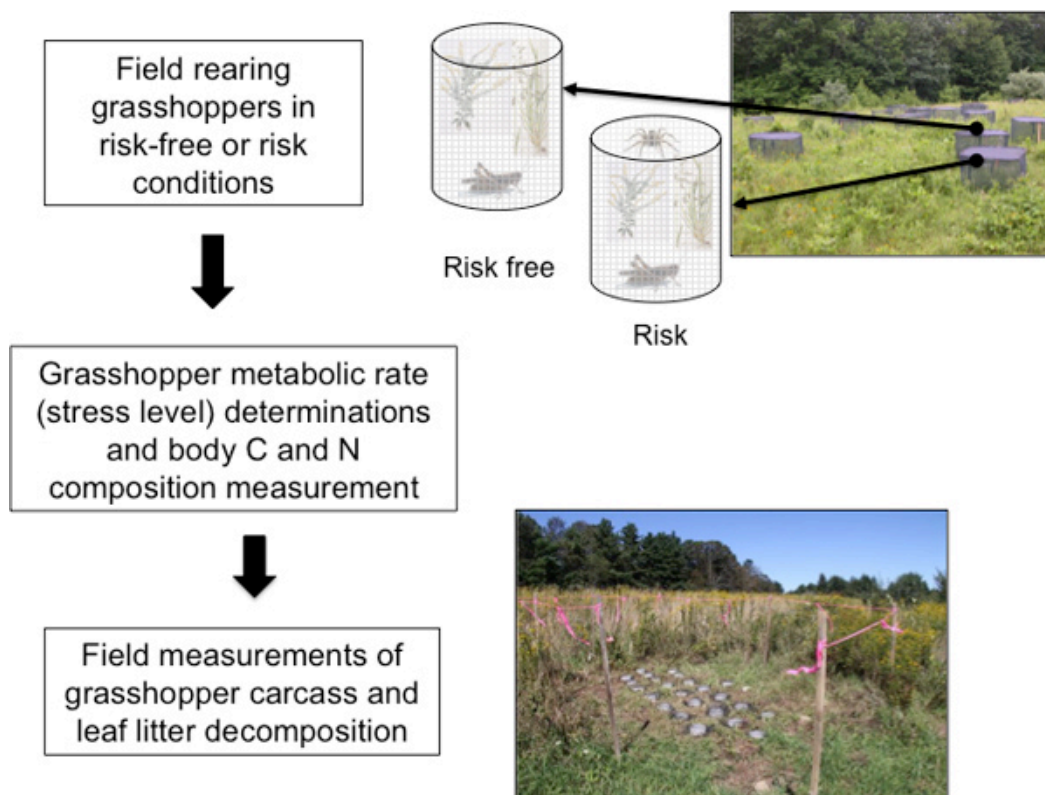 Field rearing
grasshoppers in
risk-free or risk
conditions
Risk free
Risk
Grasshopper metabolic rate
(stress level) determinations
and body C and N
composition measurement
Field measurements of
grasshopper carcass and
leaf litter decomposition